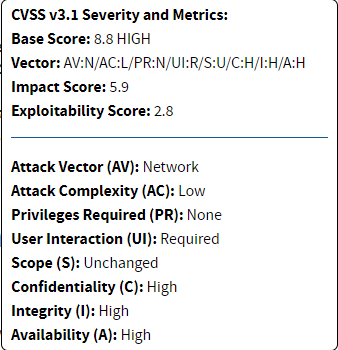 CVSS v3.1 Severity and Metrics:
Base Score: 8.8 HIGH
Vector: AV:N/AC:L/PR:N/UI:R/S:U/C:H/I:H/A:H
Impact Score: 5.9
Exploitability Score: 2.8
Attack Vector (AV): Network
Attack Complexity (AC): Low
Privileges Required (PR): None
User Interaction (UI): Required
Scope (S): Unchanged
Confidentiality (C): High
Integrity (I): High
Availability (A): High